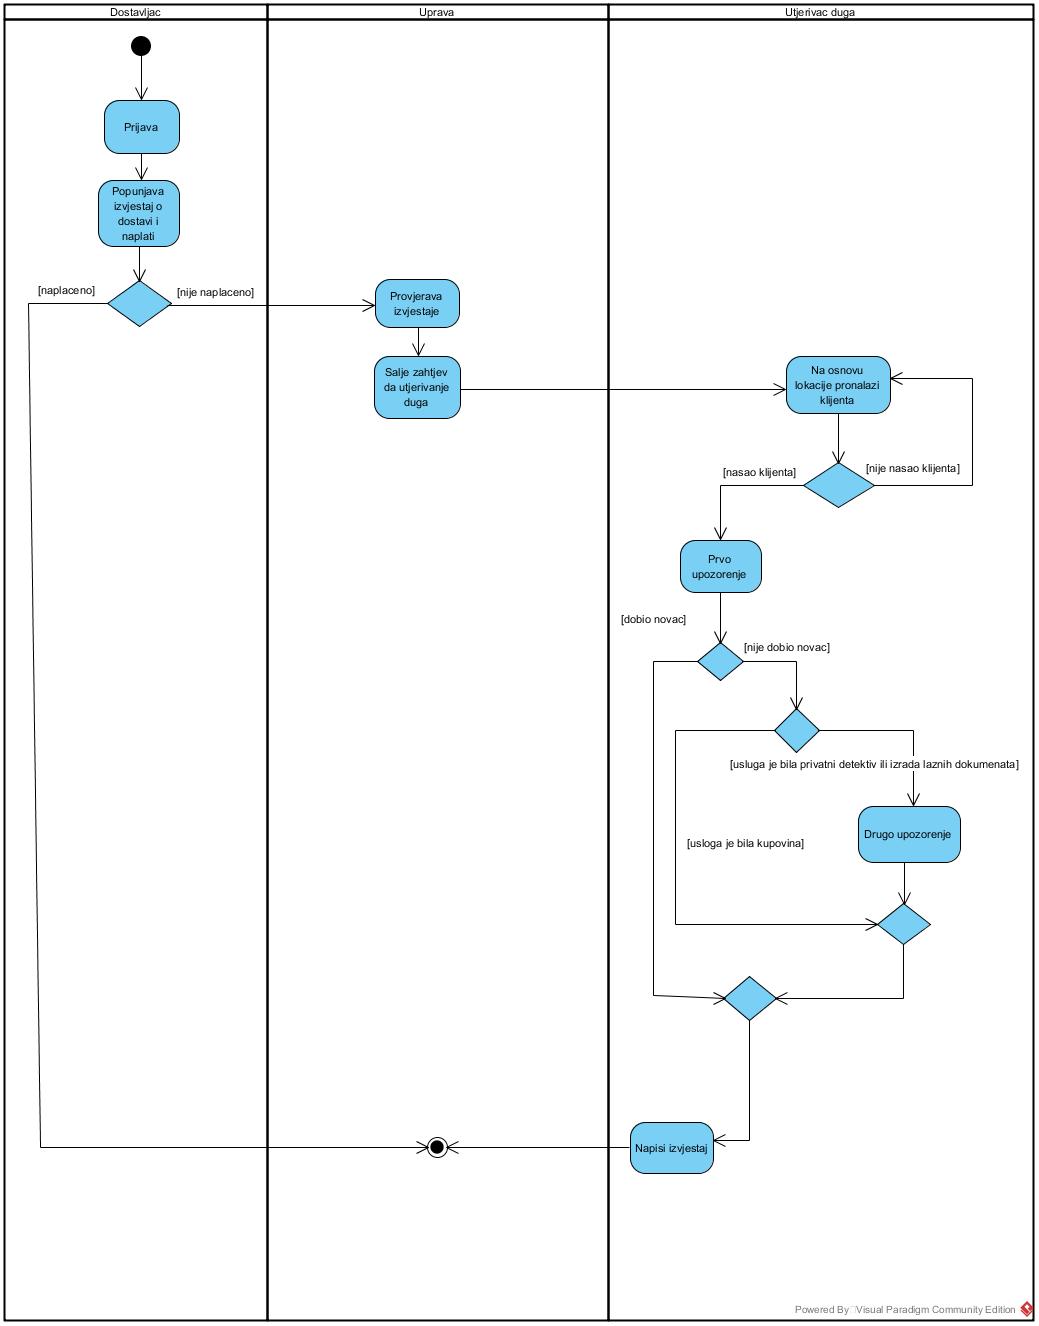 Dostavljac
Uprava
Utjerivac duga
Prijava
Popunjava
izvjestaj o
dostavi i
naplati
[naplaceno]
[nije naplaceno]
Provjerava
izvjestaje
Salje zahtjev
da utjerivanje
duga
Na osnovu
lokacije pronalazi
klijenta
[nasao klijenta]
[nije nasao klijenta]
Prvo
upozorenje
[dobio novac]
[nije dobio novac]
[usluga je bila privatni detektiv ili izrada laznih dokumenata]
Drugo upozorenje
[usloga je bila kupovina]
Napisi izvjestaj
Powered By Visual Paradigm Community Edition